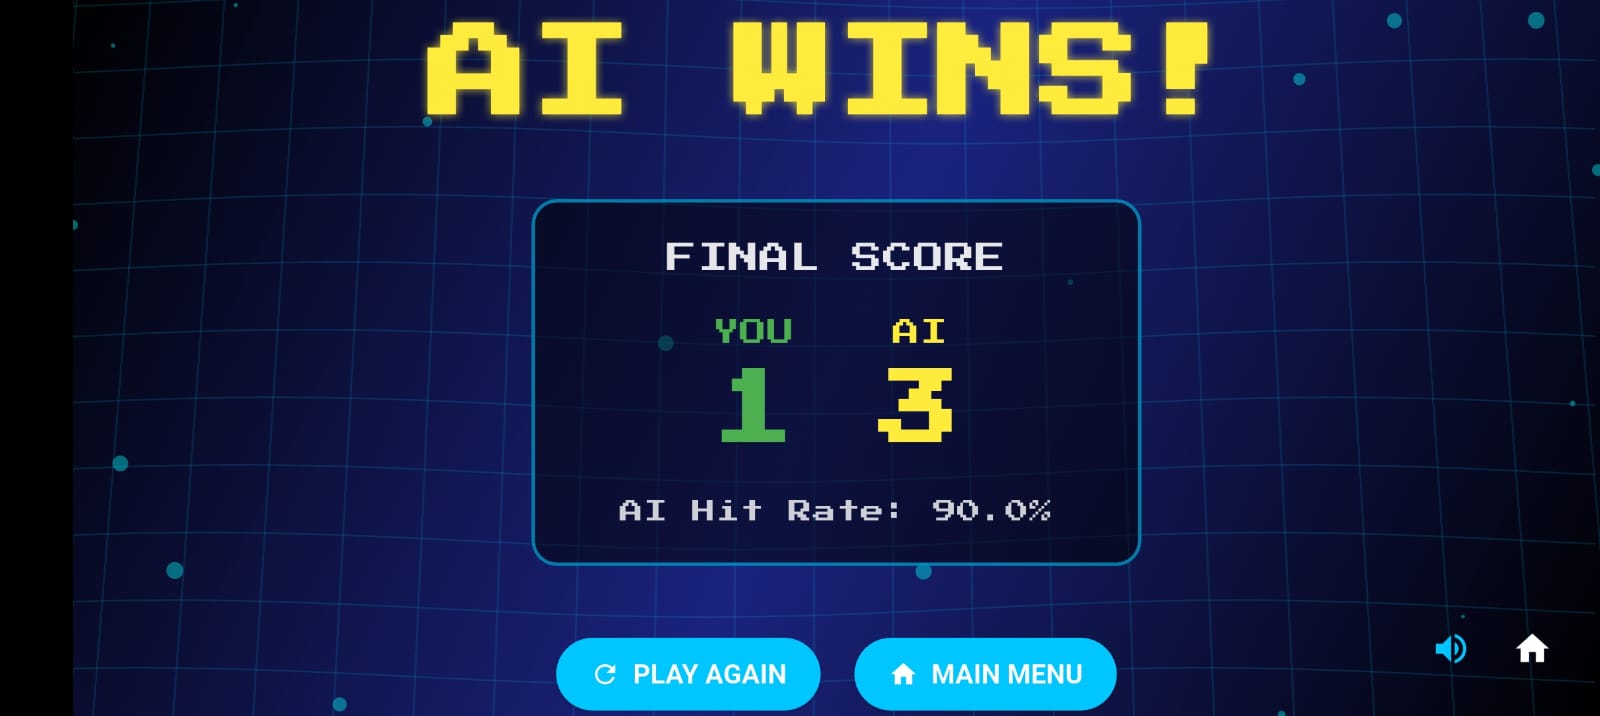 AI WINS!
FINAL SCORE
YOU AI
1 3
AI Hit Rate: 90.0%
PLAY AGAIN MAIN MENU